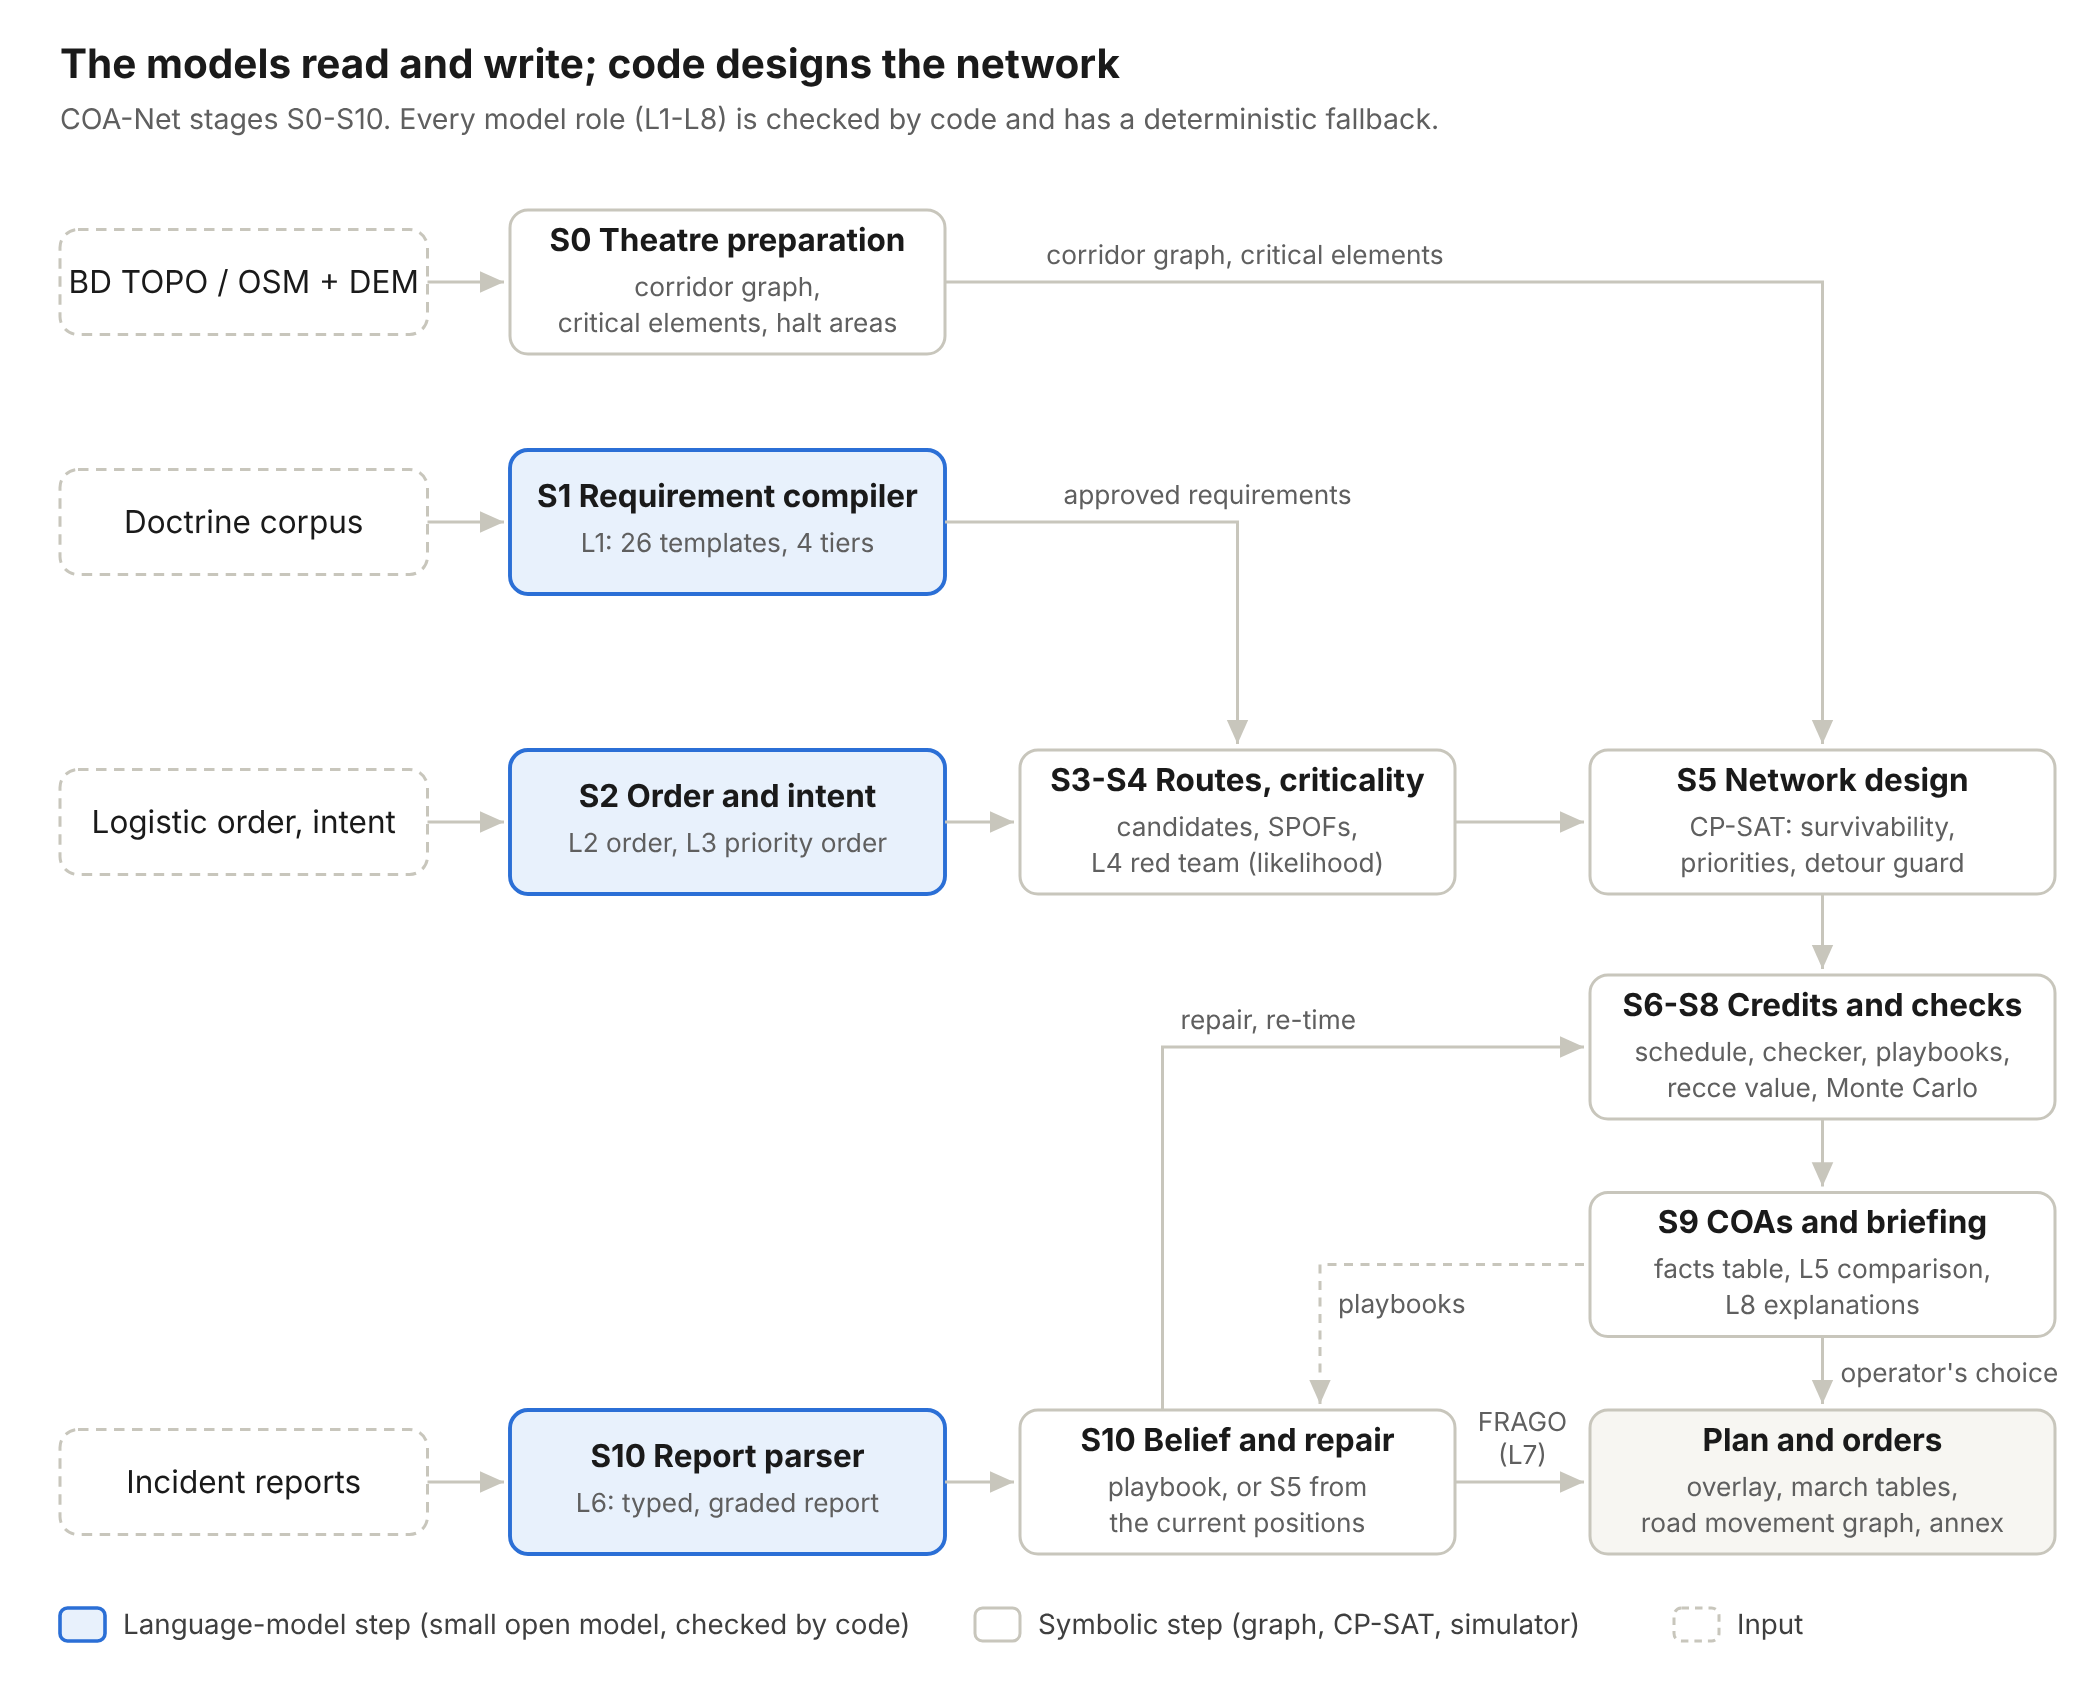 The models read and write; code designs the network
COA-Net stages S0-S10. Every model role (L1-L8) is checked by code and has a deterministic fallback.
BD TOPO / OSM + DEM
S0 Theatre preparation
corridor graph,
critical elements, halt areas
corridor graph, critical elements
Doctrine corpus
S1 Requirement compiler
L1: 26 templates, 4 tiers
approved requirements
Logistic order, intent
S2 Order and intent
L2 order, L3 priority order
S3-S4 Routes, criticality
candidates, SPOFs,
L4 red team (likelihood)
S5 Network design
CP-SAT: survivability,
priorities, detour guard
repair, re-time
S6-S8 Credits and checks
schedule, checker, playbooks,
recce value, Monte Carlo
S9 COAs and briefing
facts table, L5 comparison,
L8 explanations
playbooks
operator's choice
Incident reports
S10 Report parser
L6: typed, graded report
S10 Belief and repair
playbook, or S5 from
the current positions
FRAGO
(L7)
Plan and orders
overlay, march tables,
road movement graph, annex
Language-model step (small open model, checked by code)
Symbolic step (graph, CP-SAT, simulator)
Input